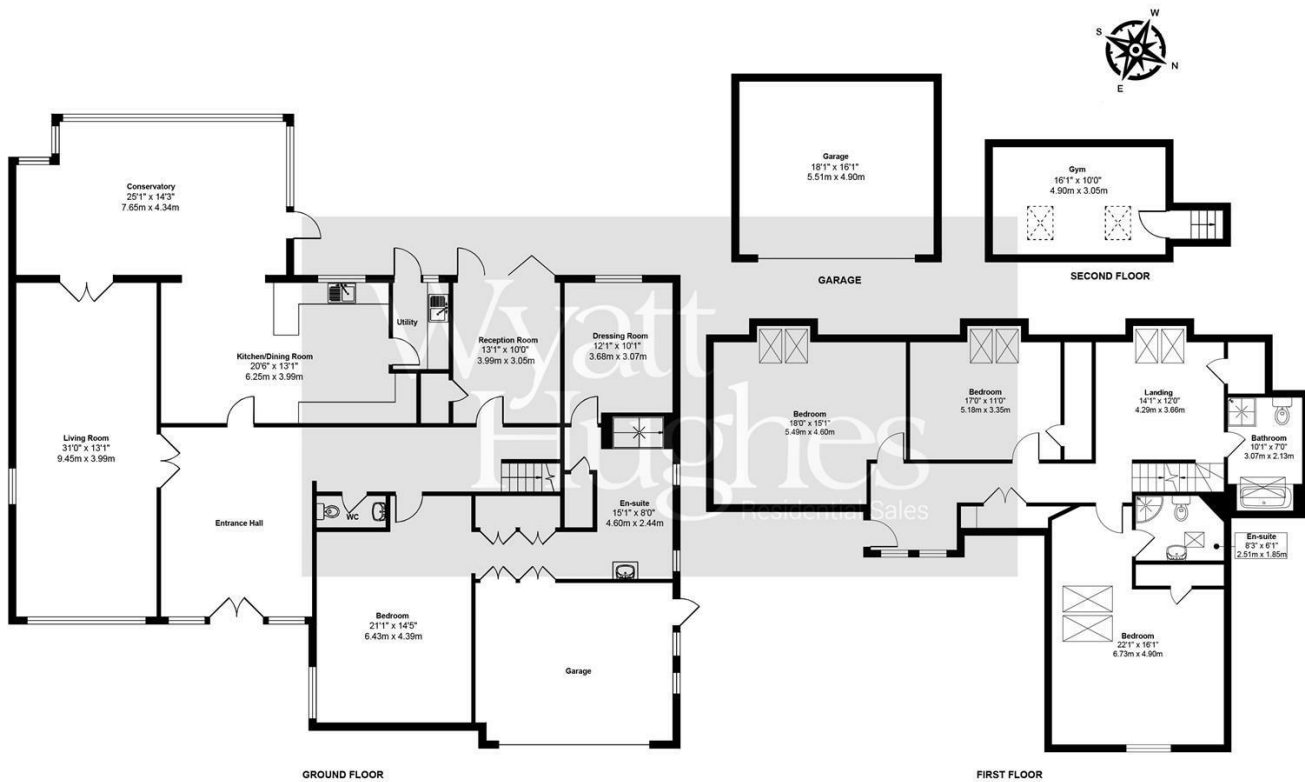 W
S
N
E
Conservatory
25'1" x 14'3"
7.65m x 4.34m
Garage
18'1" x 16'1"
5.51m x 4.90m
GARAGE
Gym
16'1" x 10'0"
4.90m x 3.05m
SECOND FLOOR
Wyatt
Hughes
Residential Sales
Utility
Kitchen/Dining Room
20'6" x 13'1"
6.25m x 3.99m
Reception Room
13'1" x 10'0"
3.99m x 3.05m
Dressing Room
12'1" x 10'1"
3.68m x 3.07m
Living Room
31'0" x 13'1"
9.45m x 3.99m
Entrance Hall
WC
En-suite
15'1" x 8'0"
4.60m x 2.44m
Bedroom
21'1" x 14'5"
6.43m x 4.39m
Garage
GROUND FLOOR
Bedroom
18'0" x 15'1"
5.49m x 4.60m
Bedroom
17'0" x 11'0"
5.18m x 3.35m
Landing
14'1" x 12'0"
4.29m x 3.66m
Bathroom
10'1" x 7'0"
3.07m x 2.13m
En-suite
8'3" x 6'1"
2.51m x 1.85m
Bedroom
22'1" x 16'1"
6.73m x 4.90m
FIRST FLOOR